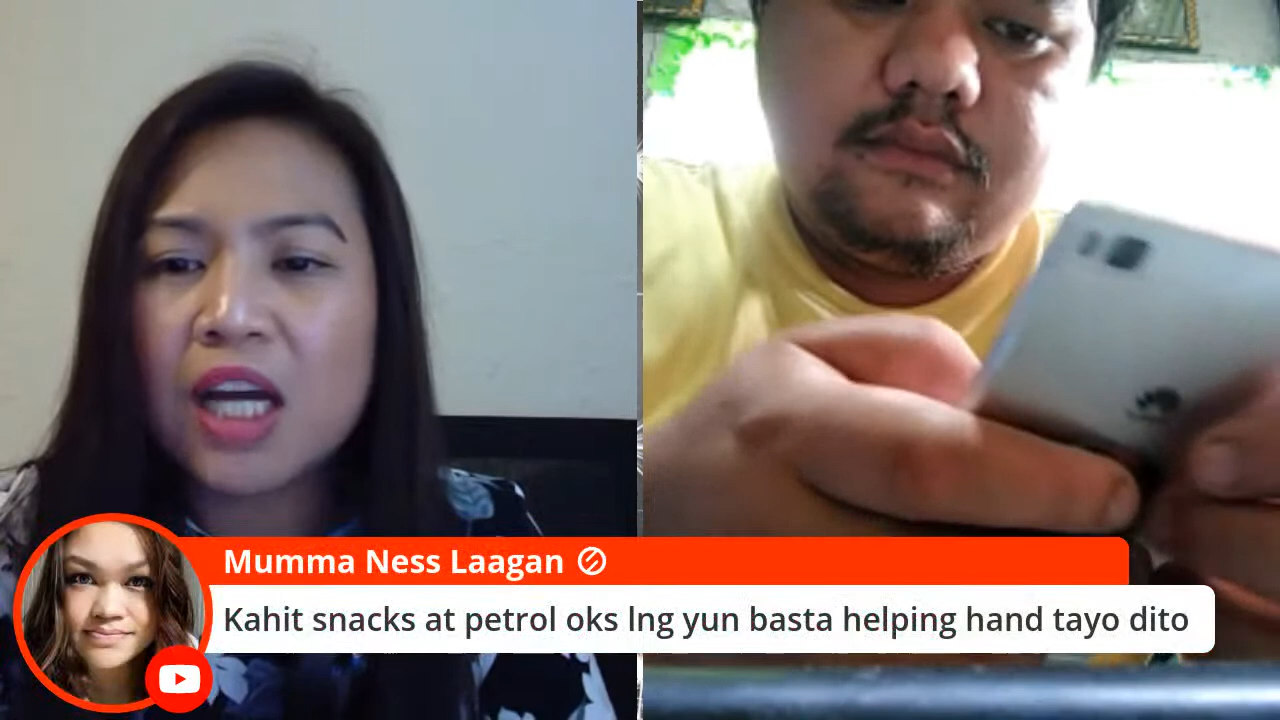 Mumma Ness Laagan
Kahit snacks at petrol oks lng yun basta helping hand tayo dito